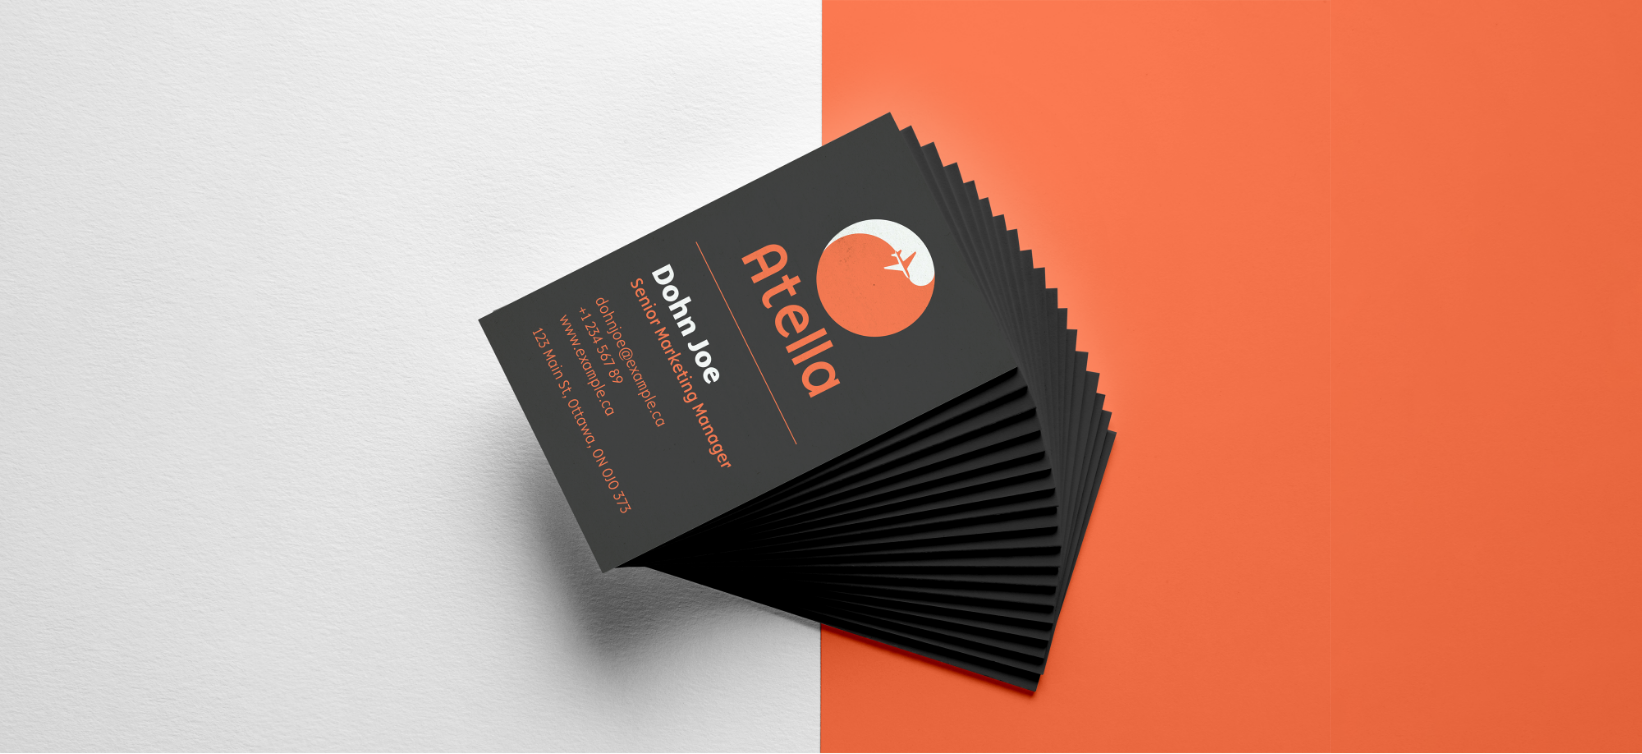 Atella
Dohn Joe
Senior Marketing Manager
dohnjoe@example.ca
+1 234 567 89
www.example.ca
123 Main St, Ottawa, ON 0J0 373